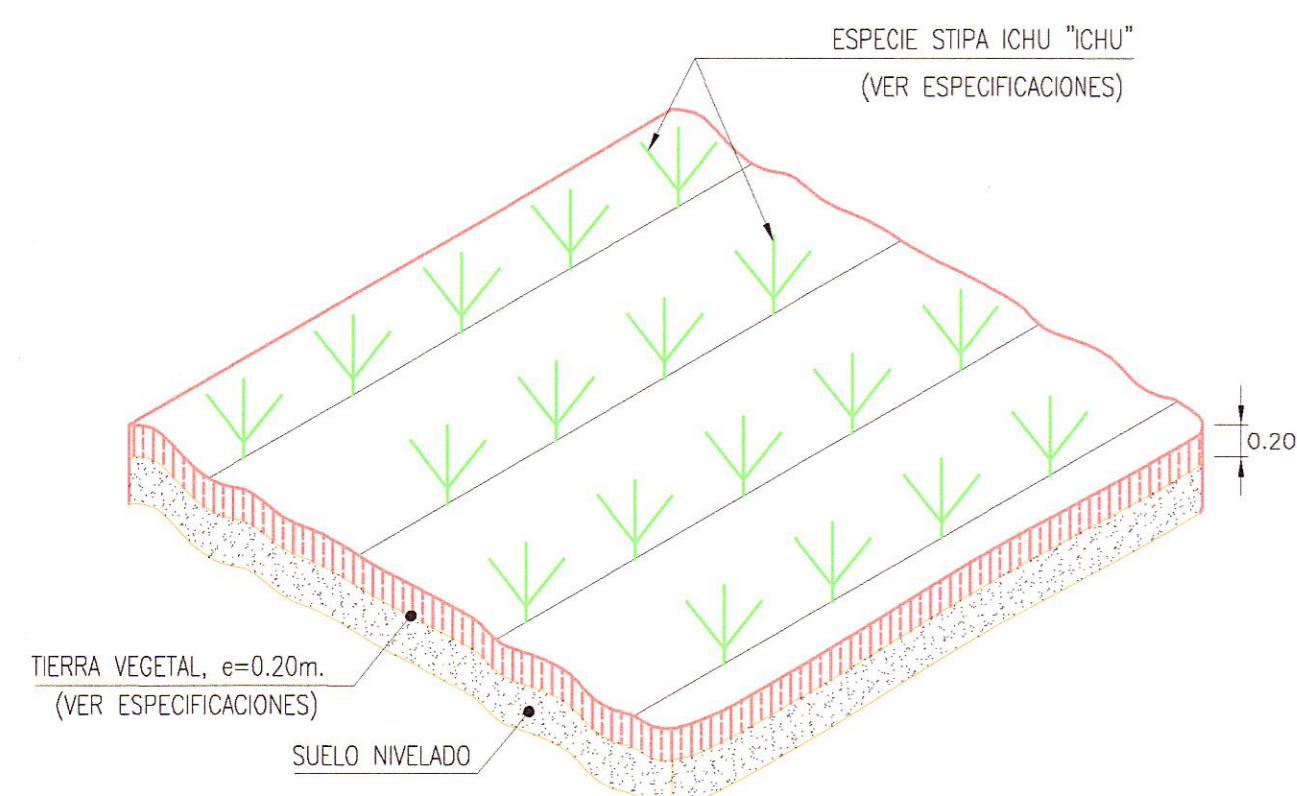 ESPECIE STIPA ICHU "ICHU"
(VER ESPECIFICACIONES)
0.20
TIERRA VEGETAL, e=0.20m.
(VER ESPECIFICACIONES)
SUELO NIVELADO